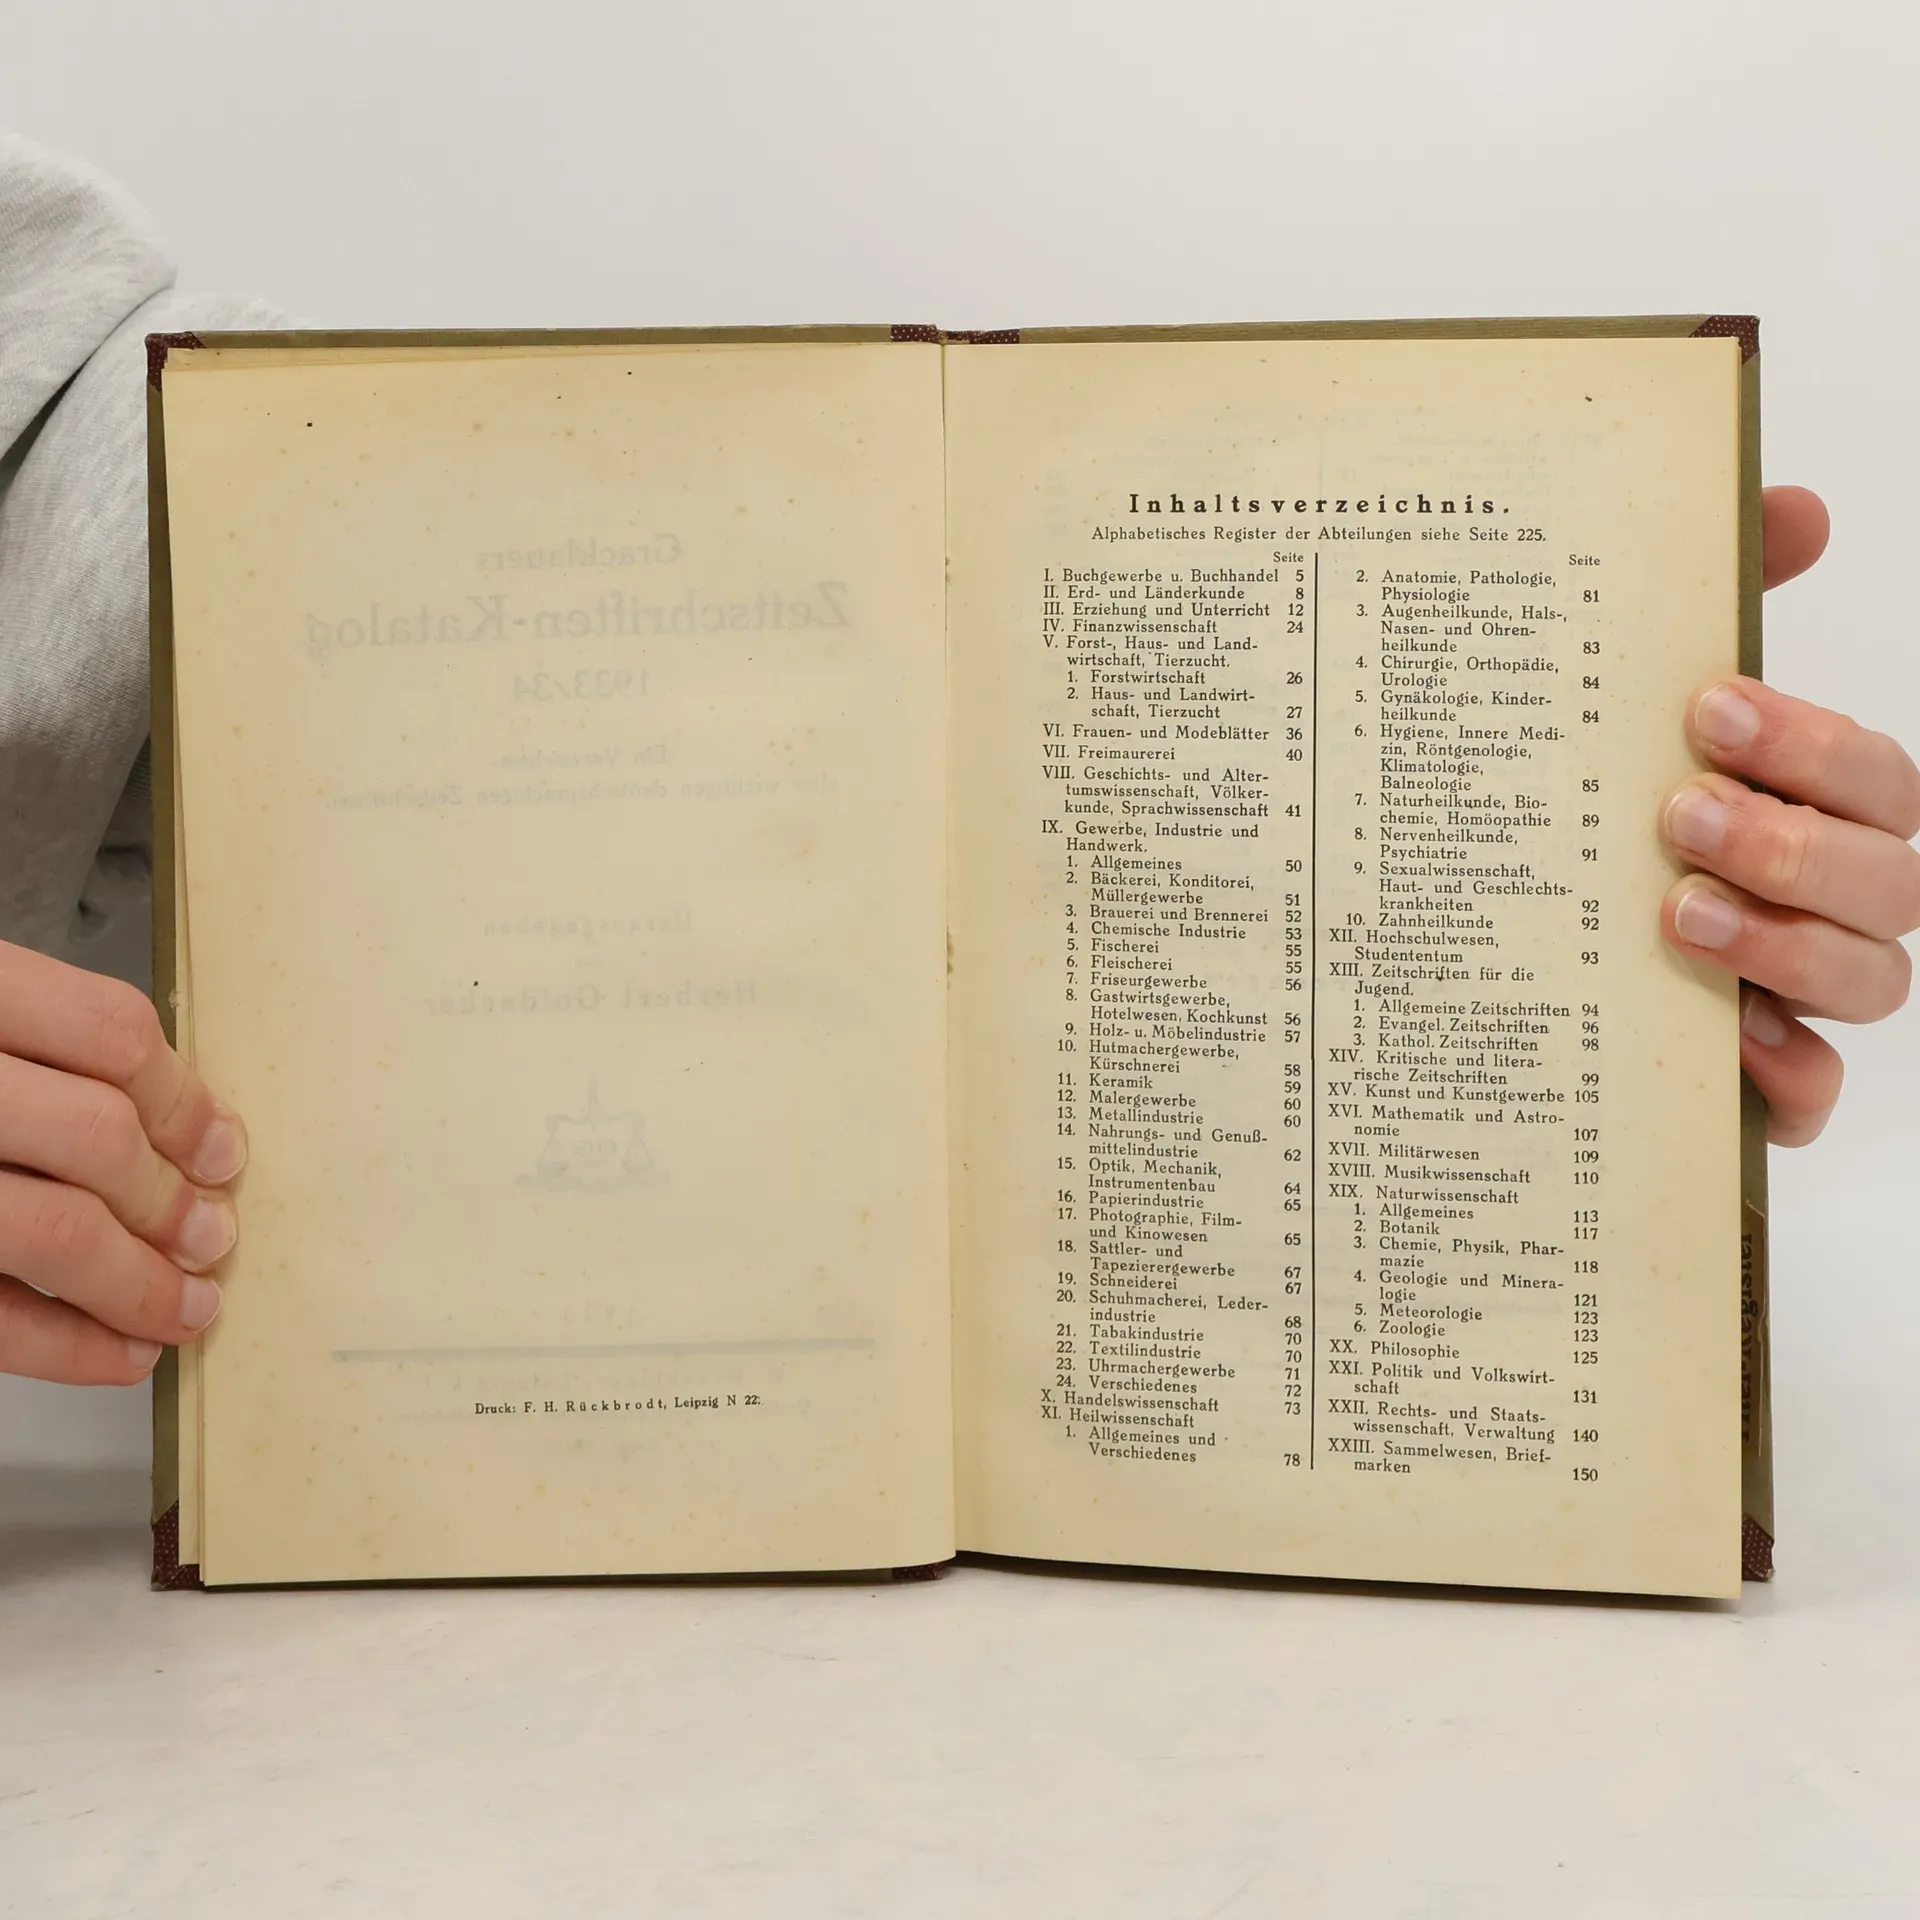 Gracklauers
Zeitschriften-Katalog
1933/34
Ein Verzeichnis
aller wichtigen deutschsprachigen Zeitschriften
Herausgegeben
Herbert Goldacker
Druck: F. H. Rückbrodt, Leipzig N 22.
Inhaltsverzeichnis.
Alphabetisches Register der Abteilungen siehe Seite 225.
Seite
I. Buchgewerbe u. Buchhandel 5
II. Erd- und Länderkunde 8
III. Erziehung und Unterricht 12
IV. Finanzwissenschaft 24
V. Forst-, Haus- und Land-
wirtschaft, Tierzucht.
1. Forstwirtschaft 26
2. Haus- und Landwirt-
schaft, Tierzucht 27
VI. Frauen- und Modeblätter 36
VII. Freimaurerei 40
VIII. Geschichts- und Alter-
tumswissenschaft, Völker-
kunde, Sprachwissenschaft 41
IX. Gewerbe, Industrie und
Handwerk.
1. Allgemeines 50
2. Bäckerei, Konditorei,
Müllergewerbe 51
3. Brauerei und Brennerei 52
4. Chemische Industrie 53
5. Fischerei 55
6. Fleischerei 55
7. Friseurgewerbe 56
8. Gastwirtsgewerbe,
Hotelwesen, Kochkunst 56
9. Holz- u. Möbelindustrie 57
10. Hutmachergewerbe,
Kürschnerei 58
11. Keramik 59
12. Malergewerbe 60
13. Metallindustrie 60
14. Nahrungs- und Genuß-
mittelindustrie 62
15. Optik, Mechanik,
Instrumentenbau 64
16. Papierindustrie 65
17. Photographie, Film-
und Kinowesen 65
18. Sattler- und
Tapezierergewerbe 67
19. Schneiderei 67
20. Schuhmacherei, Leder-
industrie 68
21. Tabakindustrie 70
22. Textilindustrie 70
23. Uhrmachergewerbe 71
24. Verschiedenes 72
X. Handelswissenschaft 73
XI. Heilwissenschaft
1. Allgemeines und
Verschiedenes 78
Seite
2. Anatomie, Pathologie,
Physiologie 81
3. Augenheilkunde, Hals-,
Nasen- und Ohren-
heilkunde 83
4. Chirurgie, Orthopädie,
Urologie 84
5. Gynäkologie, Kinder-
heilkunde 84
6. Hygiene, Innere Medi-
zin, Röntgenologie,
Klimatologie,
Balneologie 85
7. Naturheilkunde, Bio-
chemie, Homöopathie 89
8. Nervenheilkunde,
Psychiatrie 91
9. Sexualwissenschaft,
Haut- und Geschlechts-
krankheiten 92
10. Zahnheilkunde 92
XII. Hochschulwesen,
Studententum 93
XIII. Zeitschriften für die
Jugend.
1. Allgemeine Zeitschriften 94
2. Evangel. Zeitschriften 96
3. Kathol. Zeitschriften 98
XIV. Kritische und litera-
rische Zeitschriften 99
XV. Kunst und Kunstgewerbe 105
XVI. Mathematik und Astro-
nomie 107
XVII. Militärwesen 109
XVIII. Musikwissenschaft 110
XIX. Naturwissenschaft
1. Allgemeines 113
2. Botanik 117
3. Chemie, Physik, Phar-
mazie 118
4. Geologie und Minera-
logie 121
5. Meteorologie 123
6. Zoologie 123
XX. Philosophie 125
XXI. Politik und Volkswirt-
schaft 131
XXII. Rechts- und Staats-
wissenschaft, Verwaltung 140
XXIII. Sammelwesen, Brief-
marken 150